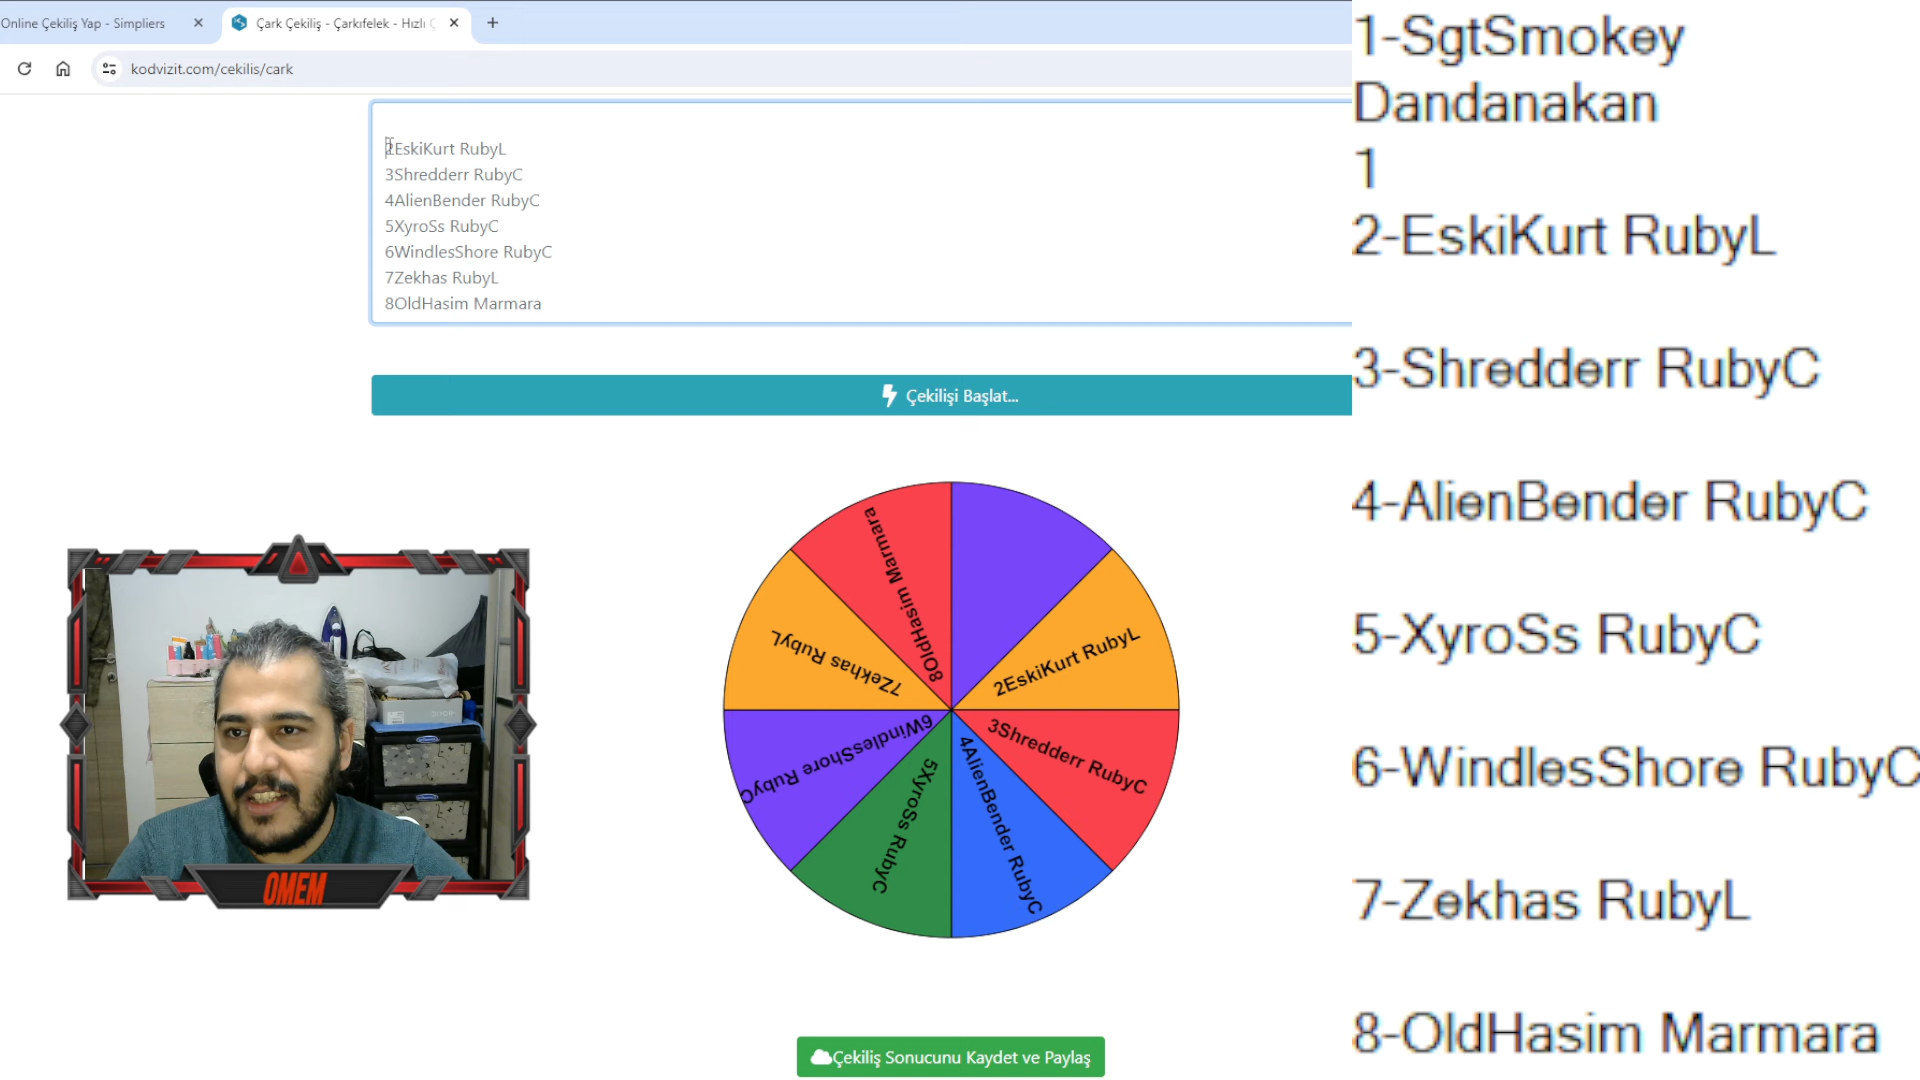 Online Çekiliş Yap - Simpliers
Çark Çekiliş - Çarkıfelek - Hızlı Ç
kodvizit.com/cekilis/cark
2EskiKurt RubyL
3Shredderr RubyC
4AlienBender RubyC
5XyroSs RubyC
6WindlesShore RubyC
7Zekhas RubyL
8OldHasim Marmara
Çekilişi Başlat...
8OldHasim Marmara
2EskiKurt RubyL
7Zekhas RubyL
3Shredderr RubyC
6WindlesShore RubyC
4AlienBender RubyC
5XyroSs RubyC
OMEM
Çekiliş Sonucunu Kaydet ve Paylaş
1-SgtSmokey
Dandanakan
1
2-EskiKurt RubyL
3-Shredderr RubyC
4-AlienBender RubyC
5-XyroSs RubyC
6-WindlesShore RubyC
7-Zekhas RubyL
8-OldHasim Marmara